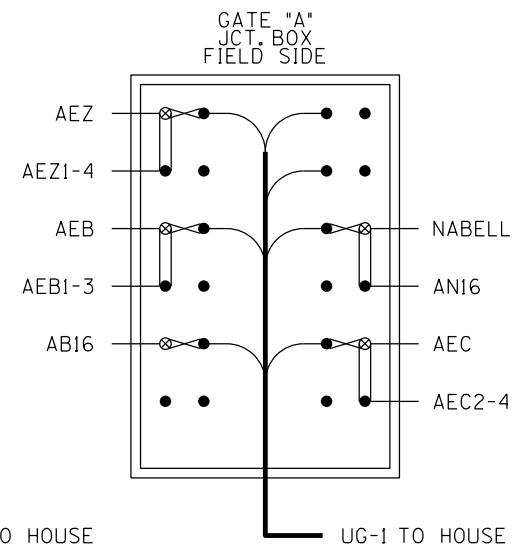 GATE "A"
JCT. BOX
FIELD SIDE
AEZ
AEZ1-4
AEB
NABELL
AEB1-3
AN16
AB16
AEC
AEC2-4
O HOUSE
UG-1 TO HOUSE